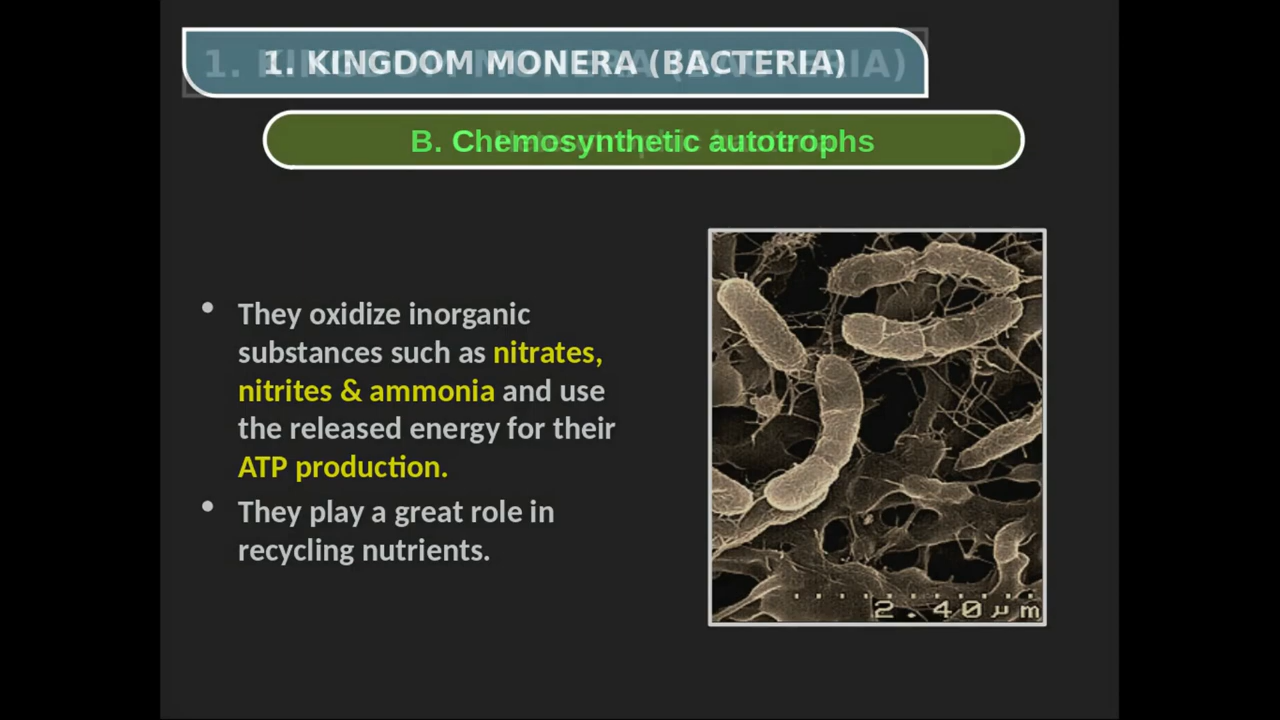 1. KINGDOM MONERA (BACTERIA)
B. Chemosynthetic autotrophs
• They oxidize inorganic
substances such as nitrates,
nitrites & ammonia and use
the released energy for their
ATP production.
• They play a great role in
recycling nutrients.
2.40µm